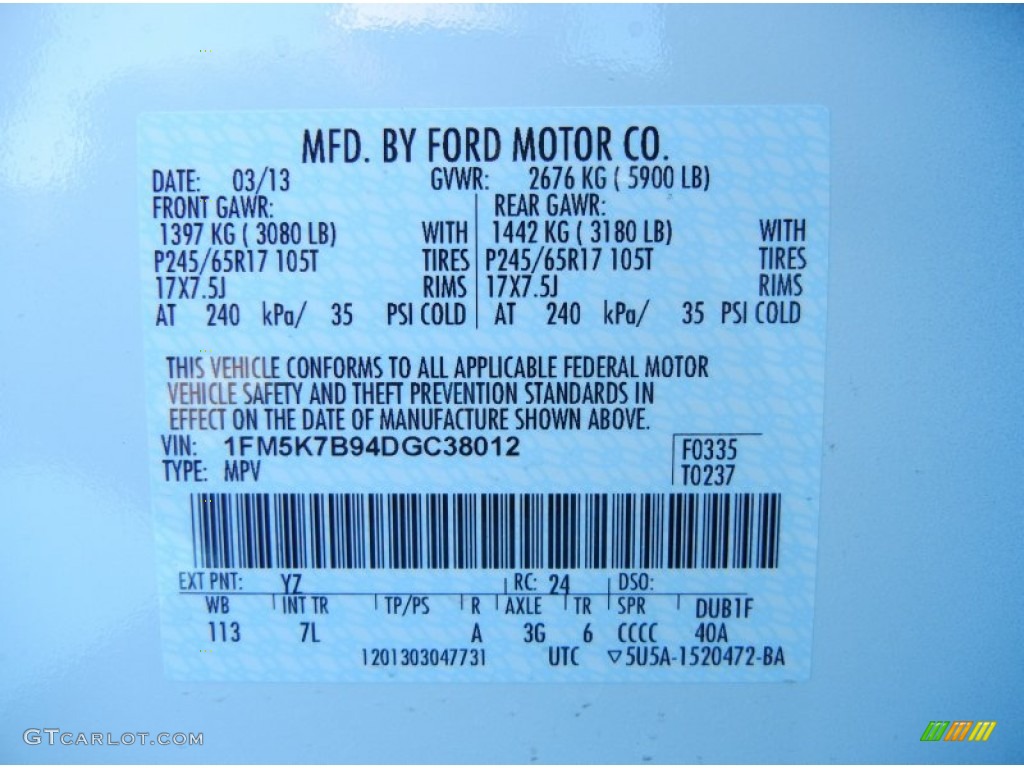 MFD. BY FORD MOTOR CO.
DATE: 03/13 GVWR: 2676 KG ( 5900 LB)
FRONT GAWR: REAR GAWR:
1397 KG ( 3080 LB) WITH 1442 KG ( 3180 LB) WITH
P245/65R17 105T TIRES P245/65R17 105T TIRES
17X7.5J RIMS 17X7.5J RIMS
AT 240 kPa/ 35 PSI COLD AT 240 kPa/ 35 PSI COLD
THIS VEHICLE CONFORMS TO ALL APPLICABLE FEDERAL MOTOR
VEHICLE SAFETY AND THEFT PREVENTION STANDARDS IN
EFFECT ON THE DATE OF MANUFACTURE SHOWN ABOVE.
VIN: 1FM5K7B94DGC38012 F0335
TYPE: MPV T0237
EXT PNT: YZ RC: 24 DSO:
WB INT TR TP/PS R AXLE TR SPR DUB1F
113 7L A 3G 6 CCCC 40A
1201303047731 UTC ▽5U5A-1520472-BA
GTCARLOT.COM